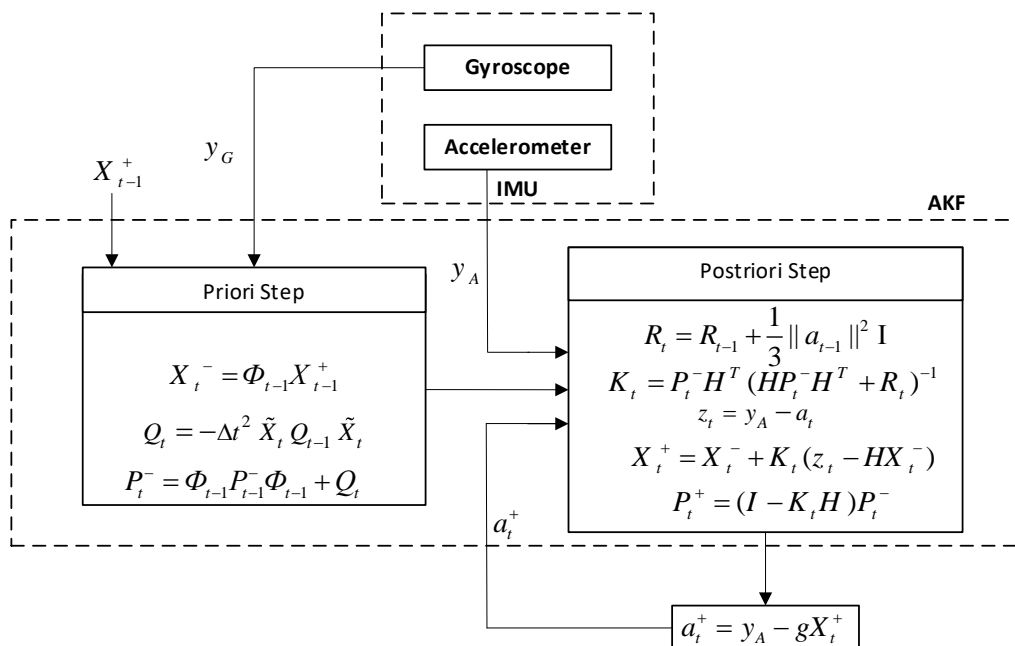 Gyroscope
Accelerometer
IMU
y_G
X_{t-1}^+
AKF
Priori Step
X_t^- = Φ_{t-1} X_{t-1}^+
Q_t = -Δt^2 X̃_t Q_{t-1} X̃_t
P_t^- = Φ_{t-1} P_{t-1}^- Φ_{t-1} + Q_t
y_A
Postriori Step
R_t = R_{t-1} + \frac{1}{3} || a_{t-1} ||^2 I
K_t = P_t^- H^T (H P_t^- H^T + R_t)^{-1}
z_t = y_A - a_t
X_t^+ = X_t^- + K_t (z_t - H X_t^-)
P_t^+ = (I - K_t H) P_t^-
a_t^+
a_t^+ = y_A - g X_t^+